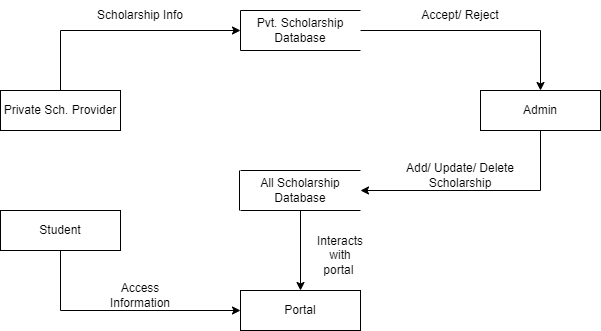 Scholarship Info
Pvt. Scholarship
Database
Accept/ Reject
Private Sch. Provider
Admin
All Scholarship
Database
Add/ Update/ Delete
Scholarship
Student
Interacts
with
portal
Access
Information
Portal